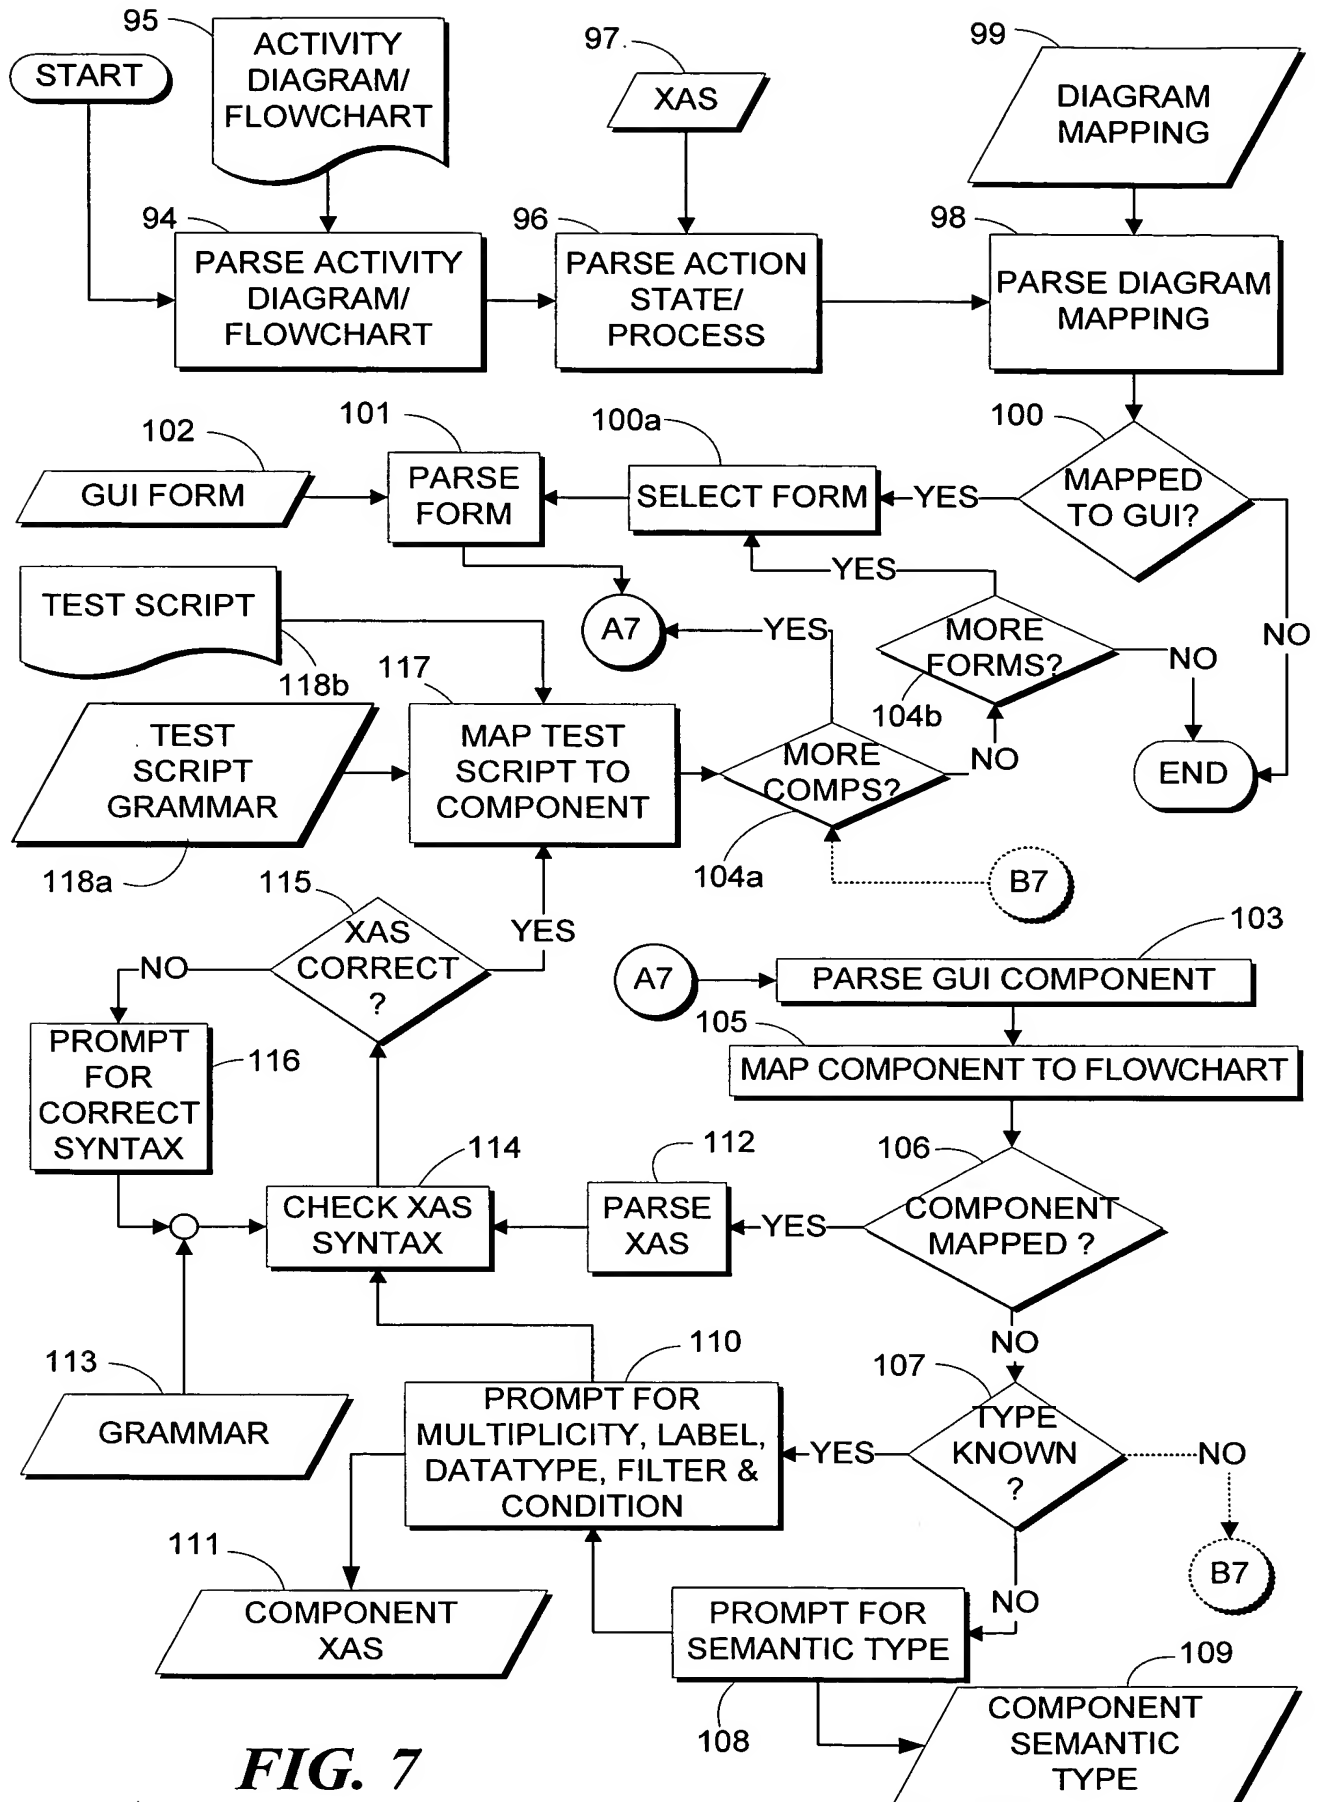 95
ACTIVITY
DIAGRAM/
FLOWCHART
START
97
XAS
99
DIAGRAM
MAPPING
94
PARSE ACTIVITY
DIAGRAM/
FLOWCHART
96
PARSE ACTION
STATE/
PROCESS
98
PARSE DIAGRAM
MAPPING
102
GUI FORM
101
PARSE
FORM
100a
SELECT FORM
YES
100
MAPPED
TO GUI?
NO
TEST SCRIPT
118b
A7
YES
YES
MORE
FORMS?
104b
NO
TEST
SCRIPT
GRAMMAR
118a
117
MAP TEST
SCRIPT TO
COMPONENT
MORE
COMPS?
104a
NO
END
B7
115
XAS
CORRECT
?
YES
NO
103
A7
PARSE GUI COMPONENT
105
MAP COMPONENT TO FLOWCHART
PROMPT
FOR
CORRECT
SYNTAX
116
114
CHECK XAS
SYNTAX
112
PARSE
XAS
YES
106
COMPONENT
MAPPED ?
NO
113
GRAMMAR
110
PROMPT FOR
MULTIPLICITY, LABEL,
DATATYPE, FILTER &
CONDITION
YES
107
TYPE
KNOWN
?
NO
B7
111
COMPONENT
XAS
NO
PROMPT FOR
SEMANTIC TYPE
108
109
COMPONENT
SEMANTIC
TYPE
FIG. 7